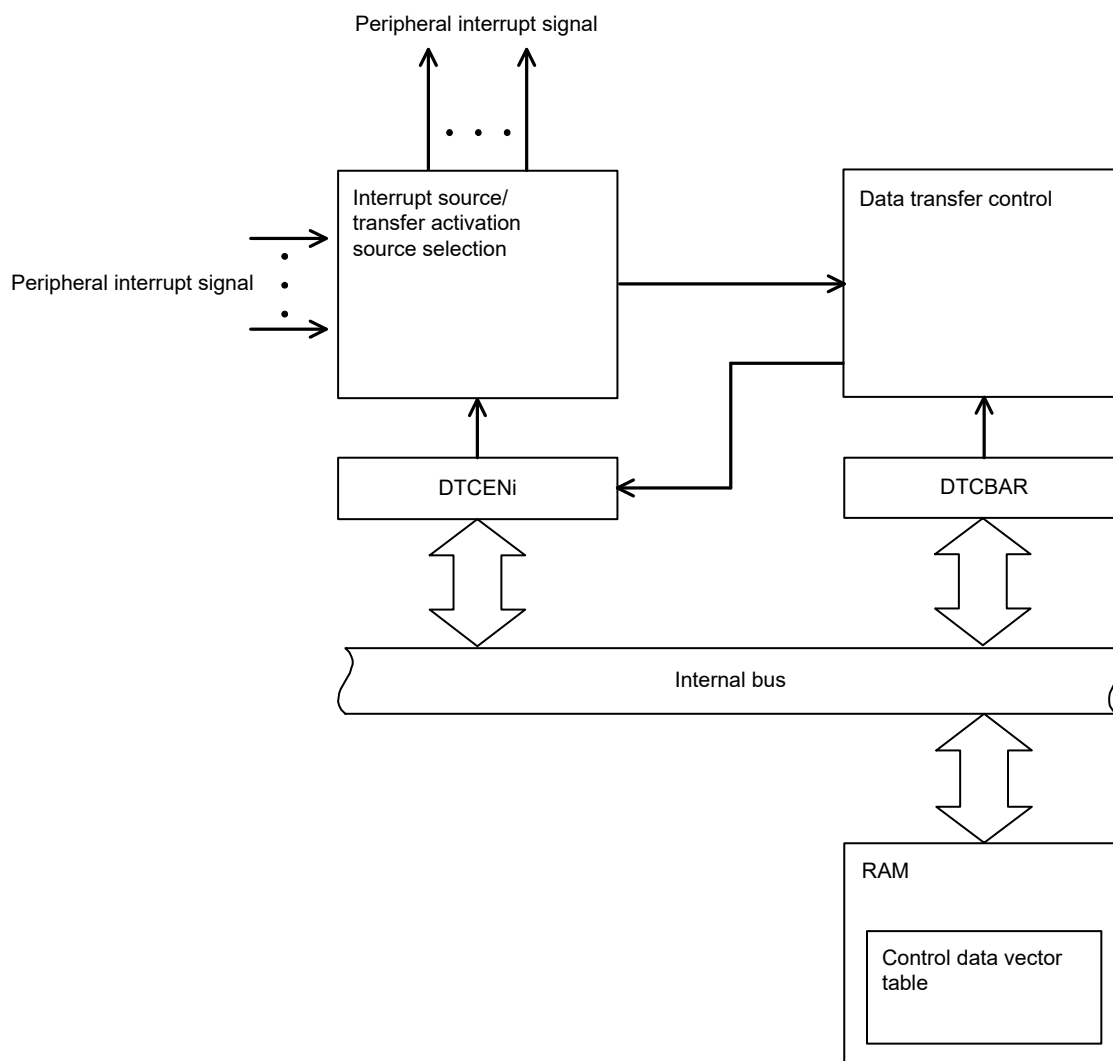 Peripheral interrupt signal
Interrupt source/
transfer activation
source selection
Data transfer control
Peripheral interrupt signal
DTCENi
DTCBAR
Internal bus
RAM
Control data vector
table